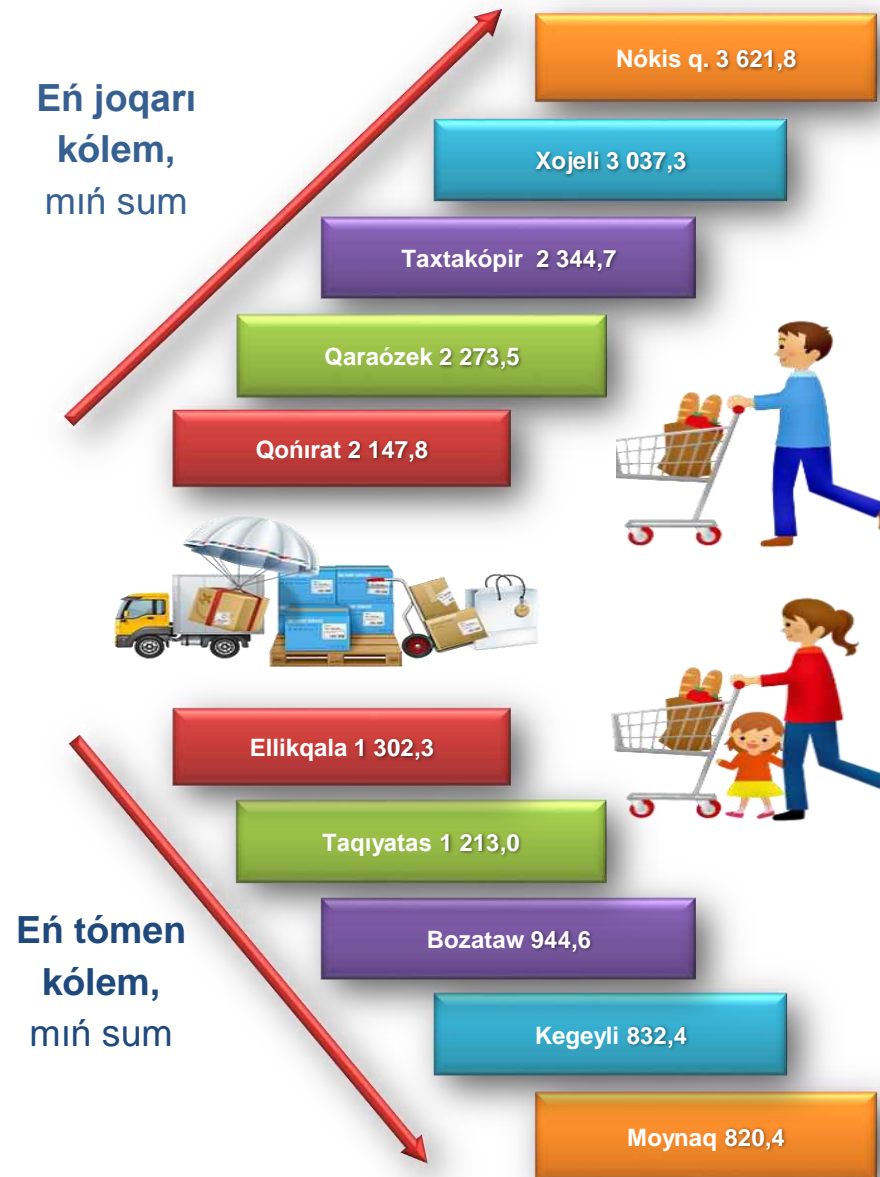 Eń joqarı
kólem,
mıń sum
Nókis q. 3 621,8
Xojeli 3 037,3
Taxtakópir 2 344,7
Qaraózek 2 273,5
Qońırat 2 147,8
Ellikqala 1 302,3
Taqıyatas 1 213,0
Bozataw 944,6
Eń tómen
kólem,
mıń sum
Kegeyli 832,4
Moynaq 820,4